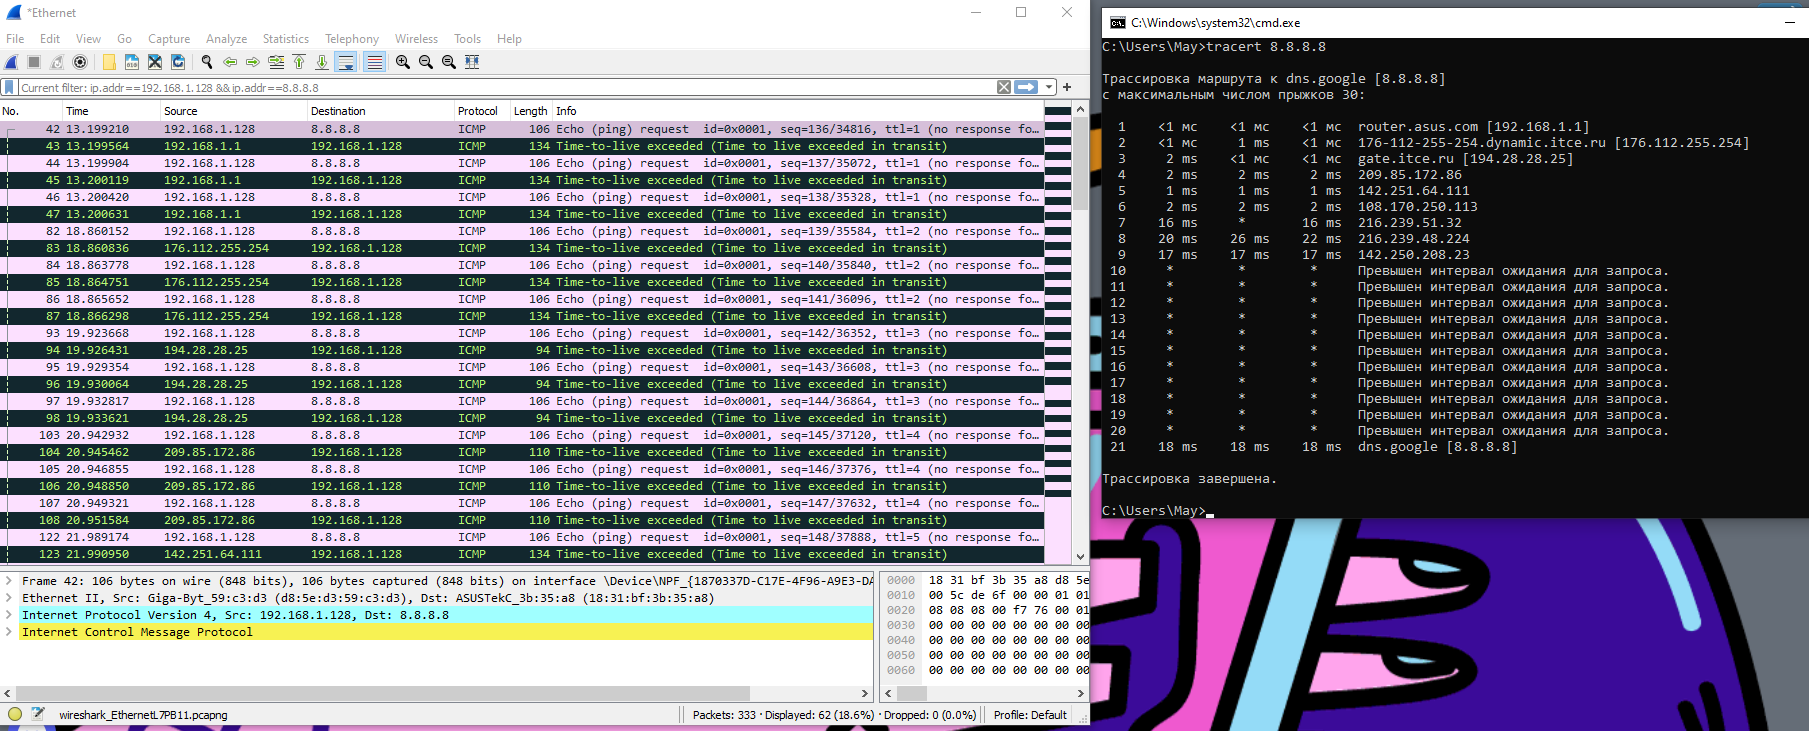 *Ethernet
File Edit View Go Capture Analyze Statistics Telephony Wireless Tools Help
Current filter: ip.addr==192.168.1.128 && ip.addr==8.8.8.8
No. Time Source Destination Protocol Length Info
42 13.199210 192.168.1.128 8.8.8.8 ICMP 106 Echo (ping) request id=0x0001, seq=136/34816, ttl=1 (no response fo…
43 13.199564 192.168.1.1 192.168.1.128 ICMP 134 Time-to-live exceeded (Time to live exceeded in transit)
44 13.199904 192.168.1.128 8.8.8.8 ICMP 106 Echo (ping) request id=0x0001, seq=137/35072, ttl=1 (no response fo…
45 13.200119 192.168.1.1 192.168.1.128 ICMP 134 Time-to-live exceeded (Time to live exceeded in transit)
46 13.200420 192.168.1.128 8.8.8.8 ICMP 106 Echo (ping) request id=0x0001, seq=138/35328, ttl=1 (no response fo…
47 13.200631 192.168.1.1 192.168.1.128 ICMP 134 Time-to-live exceeded (Time to live exceeded in transit)
82 18.860152 192.168.1.128 8.8.8.8 ICMP 106 Echo (ping) request id=0x0001, seq=139/35584, ttl=2 (no response fo…
83 18.860836 176.112.255.254 192.168.1.128 ICMP 134 Time-to-live exceeded (Time to live exceeded in transit)
84 18.863778 192.168.1.128 8.8.8.8 ICMP 106 Echo (ping) request id=0x0001, seq=140/35840, ttl=2 (no response fo…
85 18.864751 176.112.255.254 192.168.1.128 ICMP 134 Time-to-live exceeded (Time to live exceeded in transit)
86 18.865652 192.168.1.128 8.8.8.8 ICMP 106 Echo (ping) request id=0x0001, seq=141/36096, ttl=2 (no response fo…
87 18.866298 176.112.255.254 192.168.1.128 ICMP 134 Time-to-live exceeded (Time to live exceeded in transit)
93 19.923668 192.168.1.128 8.8.8.8 ICMP 106 Echo (ping) request id=0x0001, seq=142/36352, ttl=3 (no response fo…
94 19.926431 194.28.28.25 192.168.1.128 ICMP 94 Time-to-live exceeded (Time to live exceeded in transit)
95 19.929354 192.168.1.128 8.8.8.8 ICMP 106 Echo (ping) request id=0x0001, seq=143/36608, ttl=3 (no response fo…
96 19.930064 194.28.28.25 192.168.1.128 ICMP 94 Time-to-live exceeded (Time to live exceeded in transit)
97 19.932817 192.168.1.128 8.8.8.8 ICMP 106 Echo (ping) request id=0x0001, seq=144/36864, ttl=3 (no response fo…
98 19.933621 194.28.28.25 192.168.1.128 ICMP 94 Time-to-live exceeded (Time to live exceeded in transit)
103 20.942932 192.168.1.128 8.8.8.8 ICMP 106 Echo (ping) request id=0x0001, seq=145/37120, ttl=4 (no response fo…
104 20.945462 209.85.172.86 192.168.1.128 ICMP 110 Time-to-live exceeded (Time to live exceeded in transit)
105 20.946855 192.168.1.128 8.8.8.8 ICMP 106 Echo (ping) request id=0x0001, seq=146/37376, ttl=4 (no response fo…
106 20.948850 209.85.172.86 192.168.1.128 ICMP 110 Time-to-live exceeded (Time to live exceeded in transit)
107 20.949321 192.168.1.128 8.8.8.8 ICMP 106 Echo (ping) request id=0x0001, seq=147/37632, ttl=4 (no response fo…
108 20.951584 209.85.172.86 192.168.1.128 ICMP 110 Time-to-live exceeded (Time to live exceeded in transit)
122 21.989174 192.168.1.128 8.8.8.8 ICMP 106 Echo (ping) request id=0x0001, seq=148/37888, ttl=5 (no response fo…
123 21.990950 142.251.64.111 192.168.1.128 ICMP 134 Time-to-live exceeded (Time to live exceeded in transit)
Frame 42: 106 bytes on wire (848 bits), 106 bytes captured (848 bits) on interface \Device\NPF_{1870337D-C17E-4F96-A9E3-DA
Ethernet II, Src: Giga-Byt_59:c3:d3 (d8:5e:d3:59:c3:d3), Dst: ASUSTekC_3b:35:a8 (18:31:bf:3b:35:a8)
Internet Protocol Version 4, Src: 192.168.1.128, Dst: 8.8.8.8
Internet Control Message Protocol
0000 18 31 bf 3b 35 a8 d8 5e
0010 00 5c de 6f 00 00 01 01
0020 08 08 08 00 f7 76 00 01
0030 00 00 00 00 00 00 00 00
0040 00 00 00 00 00 00 00 00
0050 00 00 00 00 00 00 00 00
0060 00 00 00 00 00 00 00 00
wireshark_EthernetL7PB11.pcapng
Packets: 333 · Displayed: 62 (18.6%) · Dropped: 0 (0.0%)
Profile: Default
C:\Windows\system32\cmd.exe
C:\Users\May>tracert 8.8.8.8
Трассировка маршрута к dns.google [8.8.8.8]
с максимальным числом прыжков 30:
1 <1 мс <1 мс <1 мс router.asus.com [192.168.1.1]
2 <1 мс 1 ms <1 мс 176-112-255-254.dynamic.itce.ru [176.112.255.254]
3 2 ms <1 мс <1 мс gate.itce.ru [194.28.28.25]
4 2 ms 2 ms 2 ms 209.85.172.86
5 1 ms 1 ms 1 ms 142.251.64.111
6 2 ms 2 ms 2 ms 108.170.250.113
7 16 ms * 16 ms 216.239.51.32
8 20 ms 26 ms 22 ms 216.239.48.224
9 17 ms 17 ms 17 ms 142.250.208.23
10 * * * Превышен интервал ожидания для запроса.
11 * * * Превышен интервал ожидания для запроса.
12 * * * Превышен интервал ожидания для запроса.
13 * * * Превышен интервал ожидания для запроса.
14 * * * Превышен интервал ожидания для запроса.
15 * * * Превышен интервал ожидания для запроса.
16 * * * Превышен интервал ожидания для запроса.
17 * * * Превышен интервал ожидания для запроса.
18 * * * Превышен интервал ожидания для запроса.
19 * * * Превышен интервал ожидания для запроса.
20 * * * Превышен интервал ожидания для запроса.
21 18 ms 18 ms 18 ms dns.google [8.8.8.8]
Трассировка завершена.
C:\Users\May>